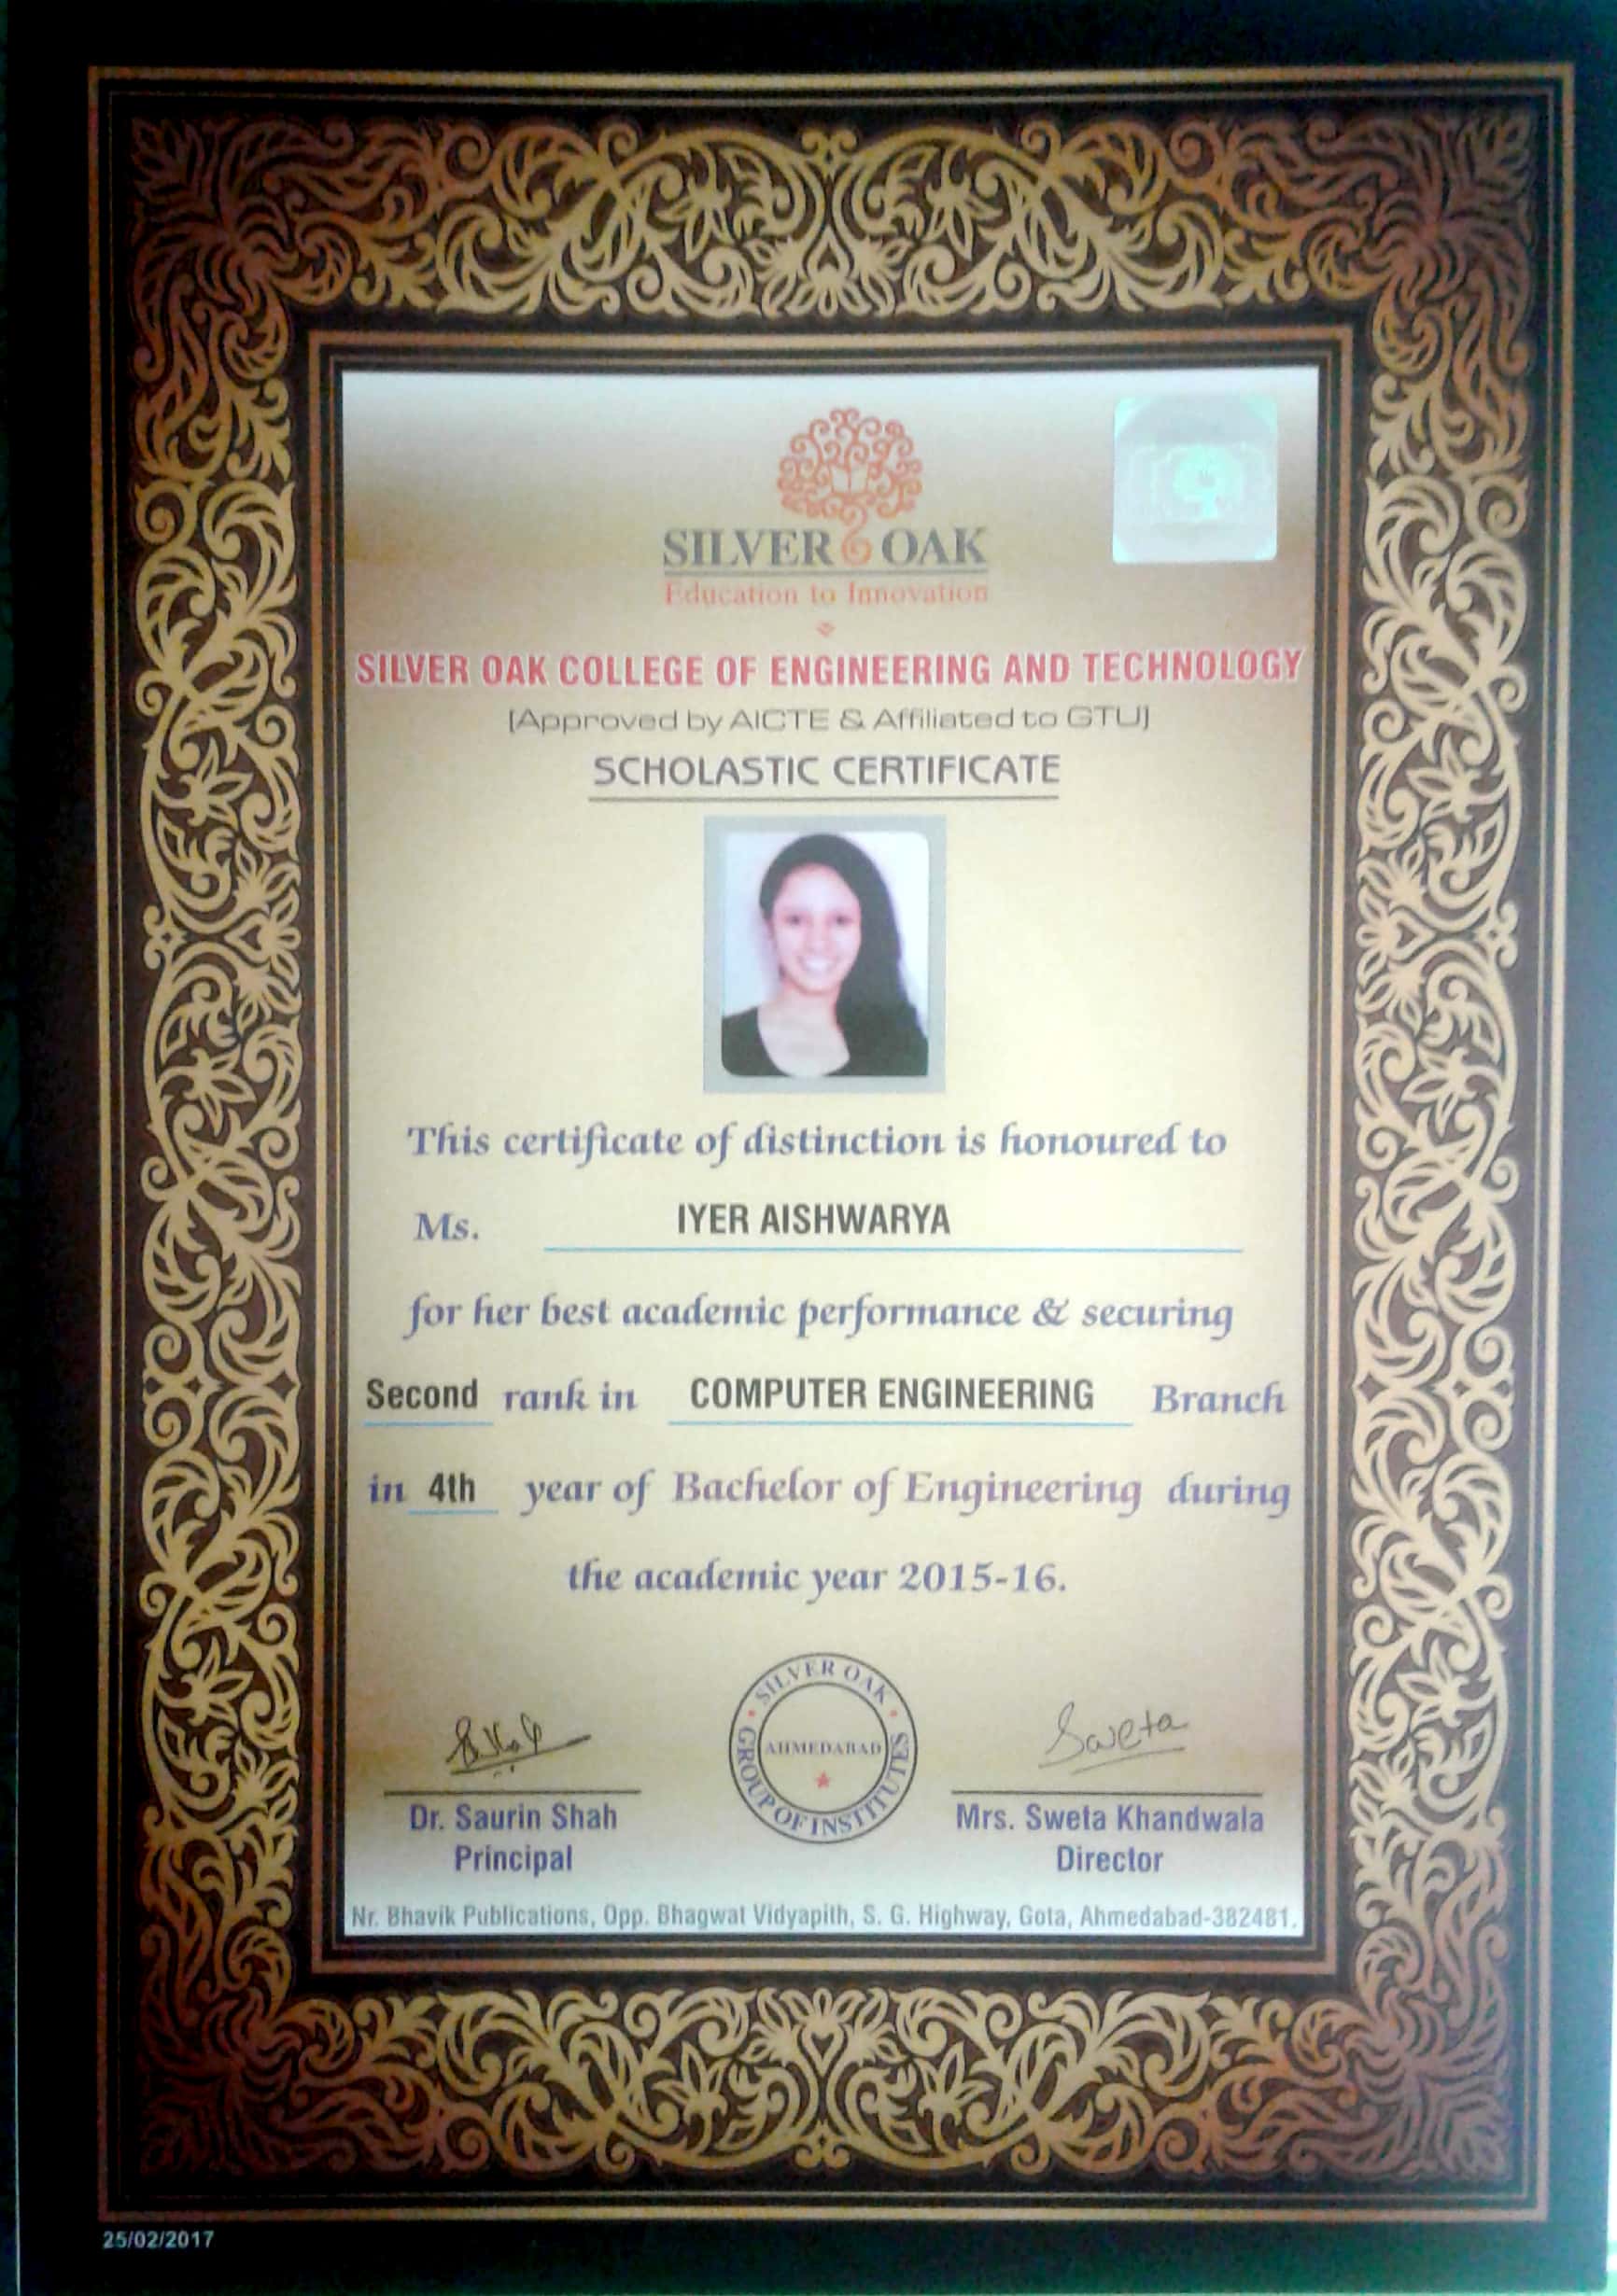 SILVER OAK
Education to Innovation
SILVER OAK COLLEGE OF ENGINEERING AND TECHNOLOGY
(Approved by AICTE & Affiliated to GTU)
SCHOLASTIC CERTIFICATE
This certificate of distinction is honoured to
Ms. IYER AISHWARYA
for her best academic performance & securing
Second rank in COMPUTER ENGINEERING Branch
in 4th year of Bachelor of Engineering during
the academic year 2015-16.
SILVER OAK
GROUP OF INSTITUTES
AHMEDABAD
Sweta
Dr. Saurin Shah
Principal
Mrs. Sweta Khandwala
Director
Nr. Bhavik Publications, Opp. Bhagwat Vidyapith, S. G. Highway, Gota, Ahmedabad-382481.
25/02/2017